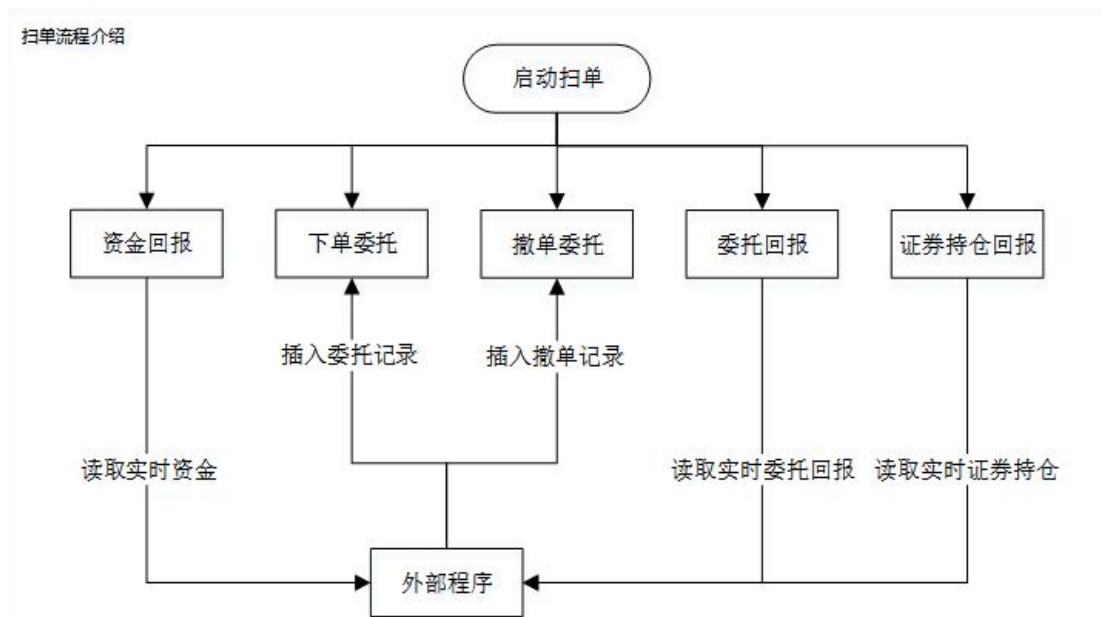 扫单流程介绍
启动扫单
资金回报
下单委托
撤单委托
委托回报
证券持仓回报
插入委托记录
插入撤单记录
读取实时资金
读取实时委托回报
读取实时证券持仓
外部程序